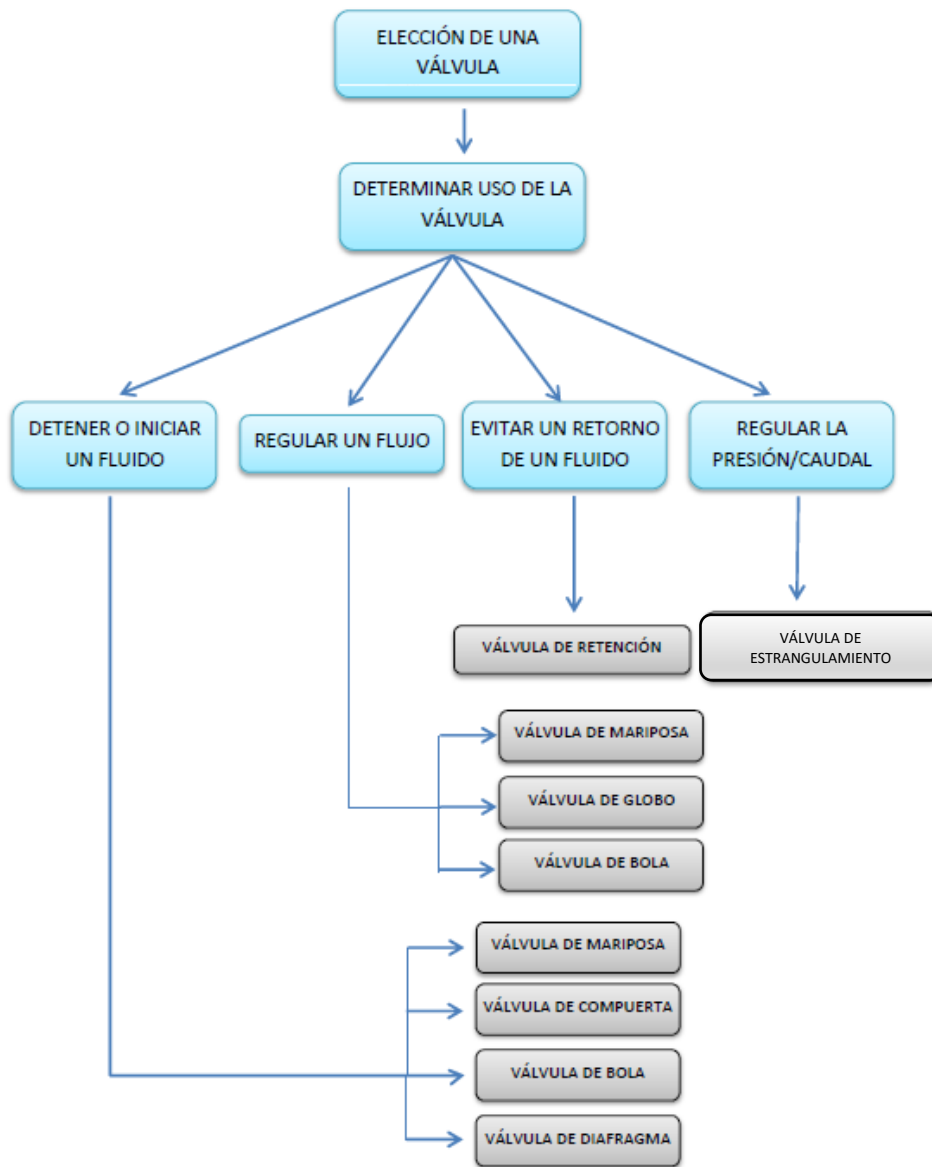 ELECCIÓN DE UNA
VÁLVULA
DETERMINAR USO DE LA
VÁLVULA
DETENER O INICIAR
UN FLUIDO
REGULAR UN FLUJO
EVITAR UN RETORNO
DE UN FLUIDO
REGULAR LA
PRESIÓN/CAUDAL
VÁLVULA DE RETENCIÓN
VÁLVULA DE
ESTRANGULAMIENTO
VÁLVULA DE MARIPOSA
VÁLVULA DE GLOBO
VÁLVULA DE BOLA
VÁLVULA DE MARIPOSA
VÁLVULA DE COMPUERTA
VÁLVULA DE BOLA
VÁLVULA DE DIAFRAGMA